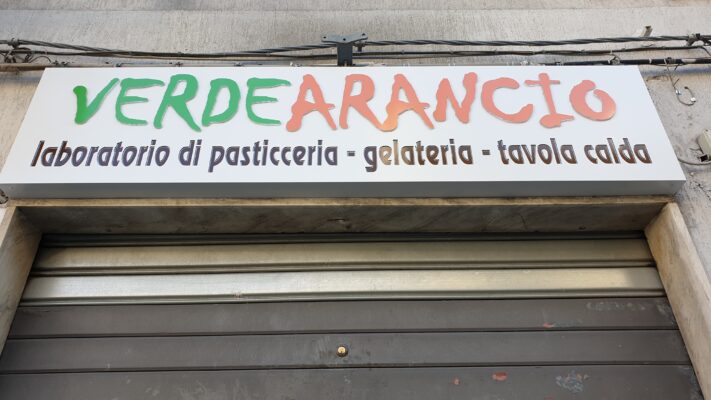 VERDEARANCIO
laboratorio di pasticceria - gelateria - tavola calda